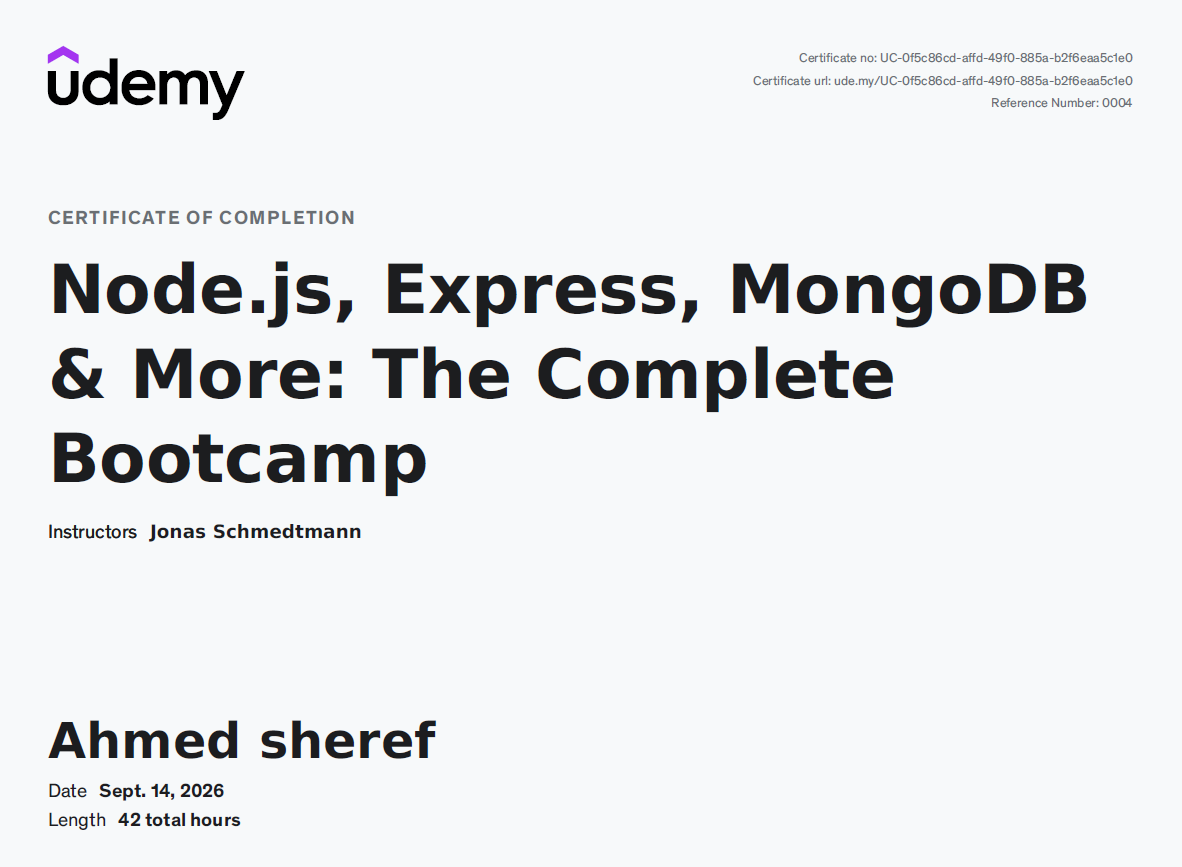 udemy
Certificate no: UC-0f5c86cd-affd-49f0-885a-b2f6eaa5c1e0
Certificate url: ude.my/UC-0f5c86cd-affd-49f0-885a-b2f6eaa5c1e0
Reference Number: 0004
CERTIFICATE OF COMPLETION
Node.js, Express, MongoDB
& More: The Complete
Bootcamp
Instructors Jonas Schmedtmann
Ahmed sheref
Date Sept. 14, 2026
Length 42 total hours